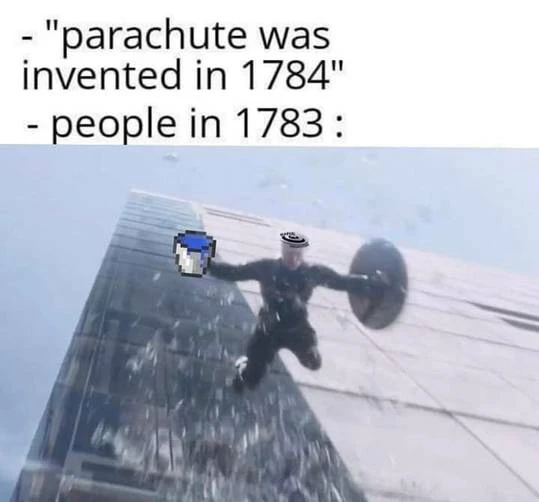 - "parachute was
invented in 1784"
- people in 1783 :